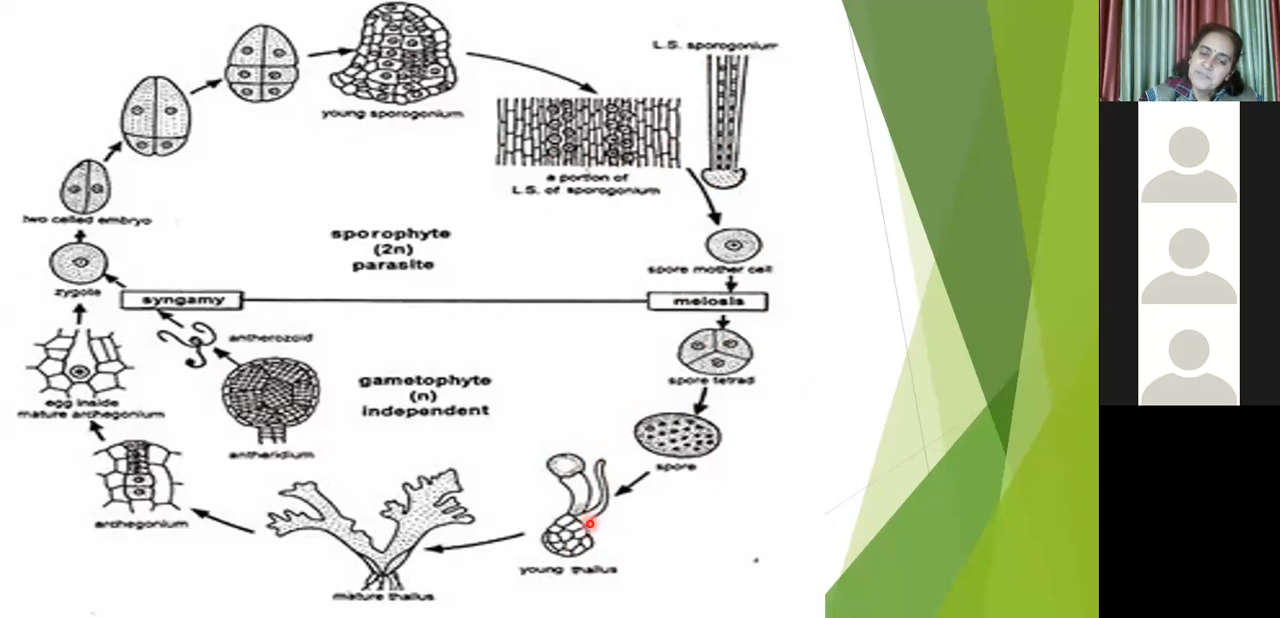 L.S. sporogonium
young sporogonium
a portion of
L.S. of sporogonium
two celled embryo
sporophyte
(2n)
parasite
spore mother cell
zygote
syngamy
meiosis
antherozoid
gametophyte
(n)
independent
spore tetrad
egg inside
mature archegonium
antheridium
spore
archegonium
young thallus
mature thallus